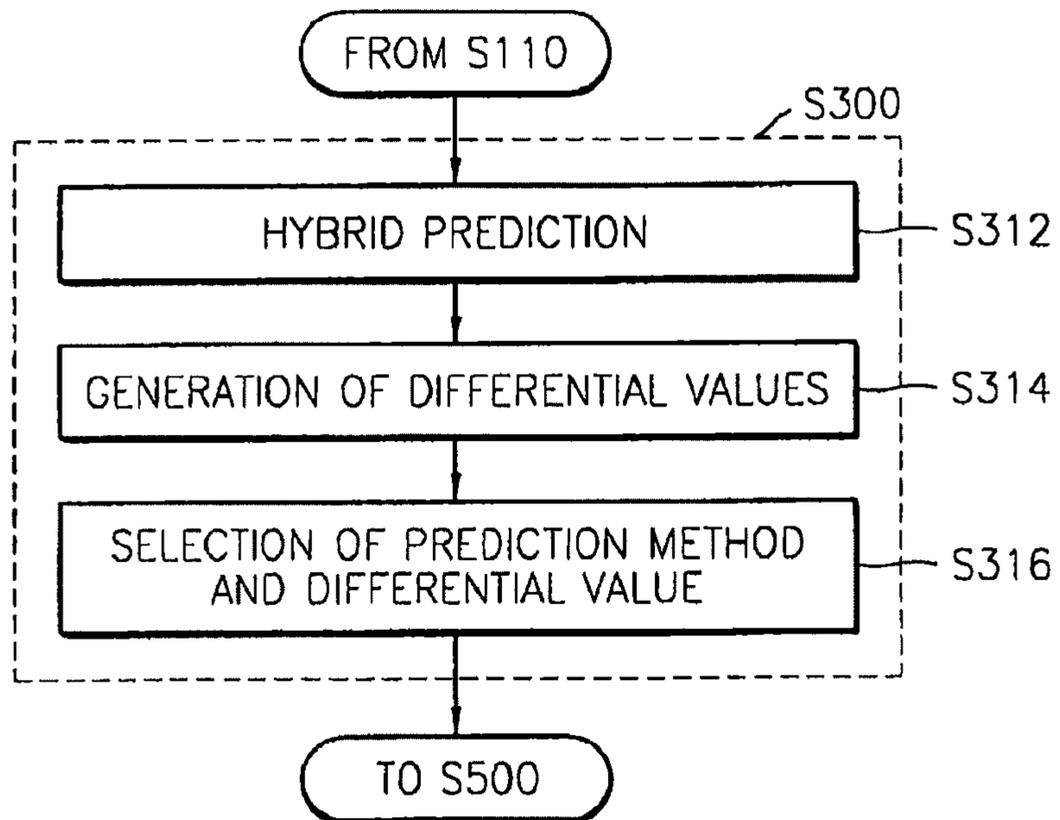 FROM S110
S300
HYBRID PREDICTION
S312
GENERATION OF DIFFERENTIAL VALUES
S314
SELECTION OF PREDICTION METHOD
AND DIFFERENTIAL VALUE
S316
TO S500